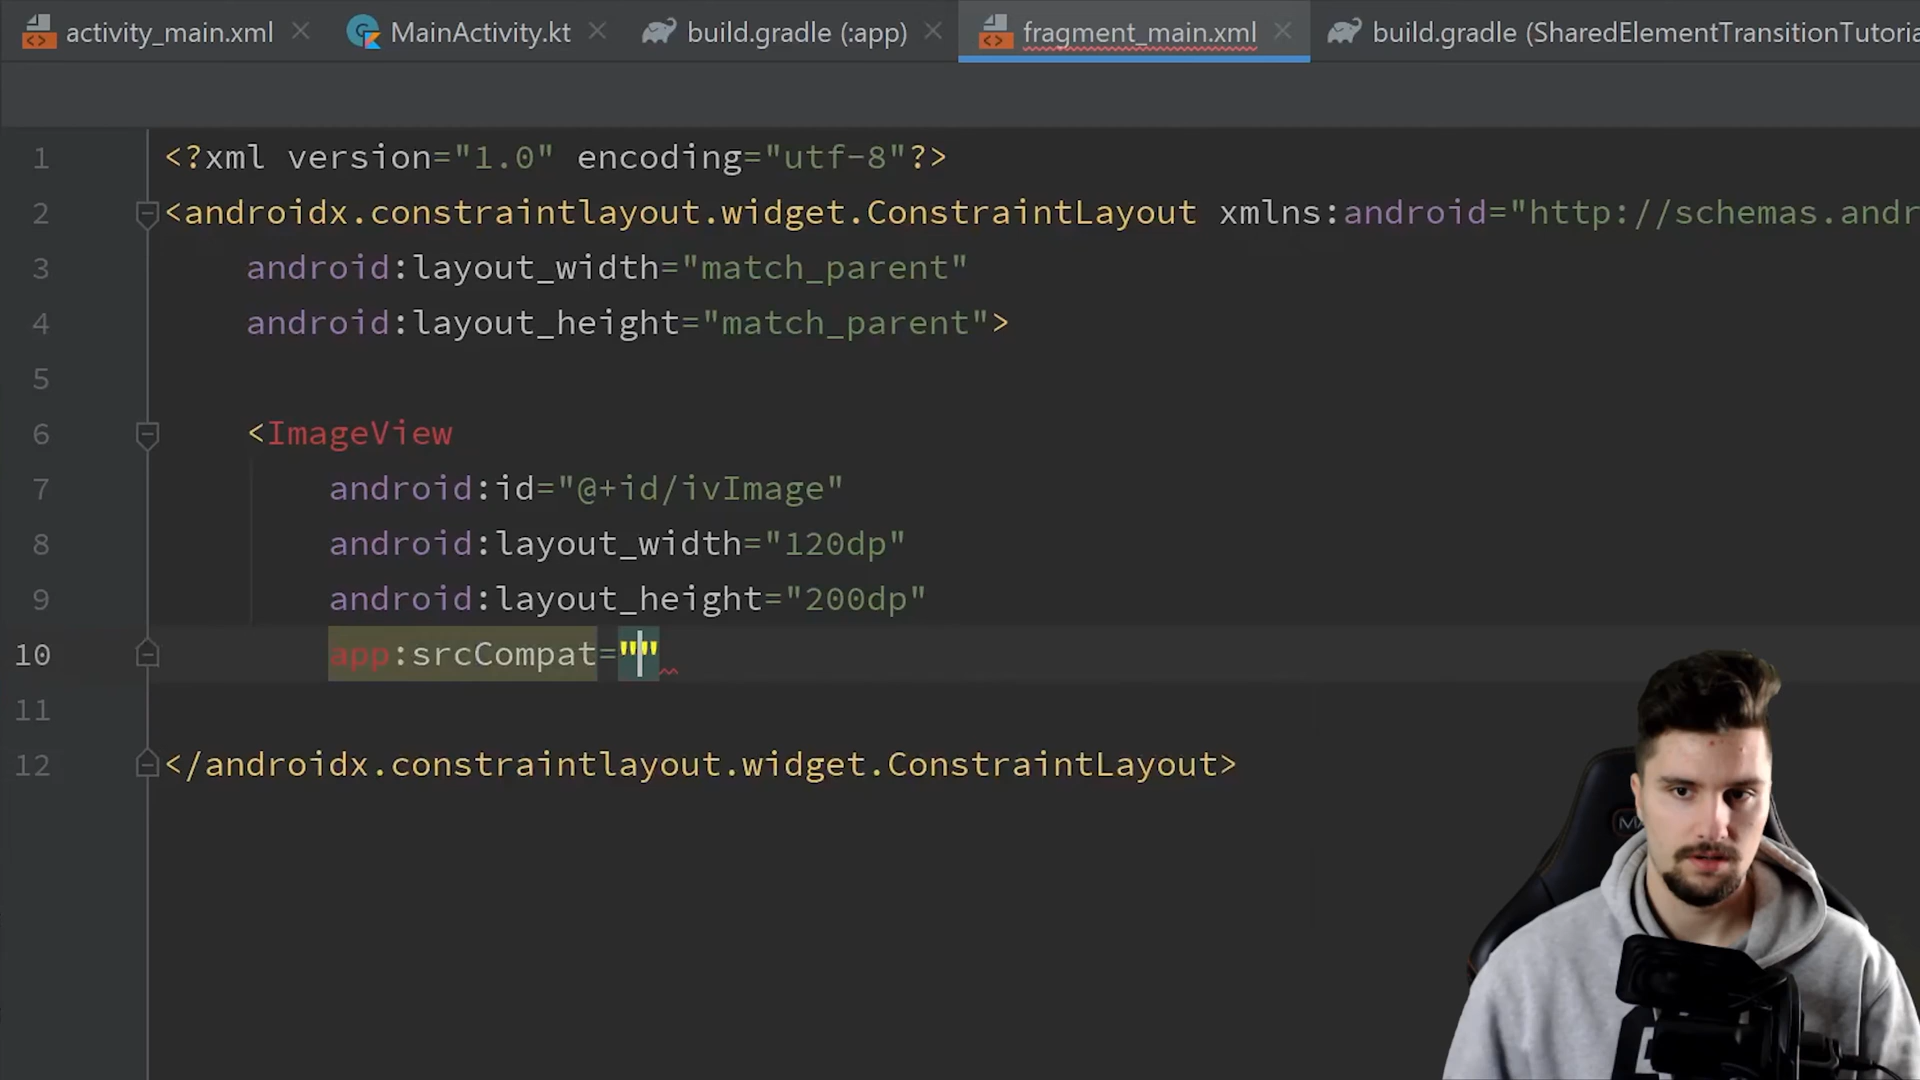 activity_main.xml
MainActivity.kt
build.gradle (:app)
fragment_main.xml
build.gradle (SharedElementTransitionTutoria
1 <?xml version="1.0" encoding="utf-8"?>
2 <androidx.constraintlayout.widget.ConstraintLayout xmlns:android="http://schemas.andr
3 android:layout_width="match_parent"
4 android:layout_height="match_parent">
5
6 <ImageView
7 android:id="@+id/ivImage"
8 android:layout_width="120dp"
9 android:layout_height="200dp"
10 app:srcCompat=""
11
12 </androidx.constraintlayout.widget.ConstraintLayout>